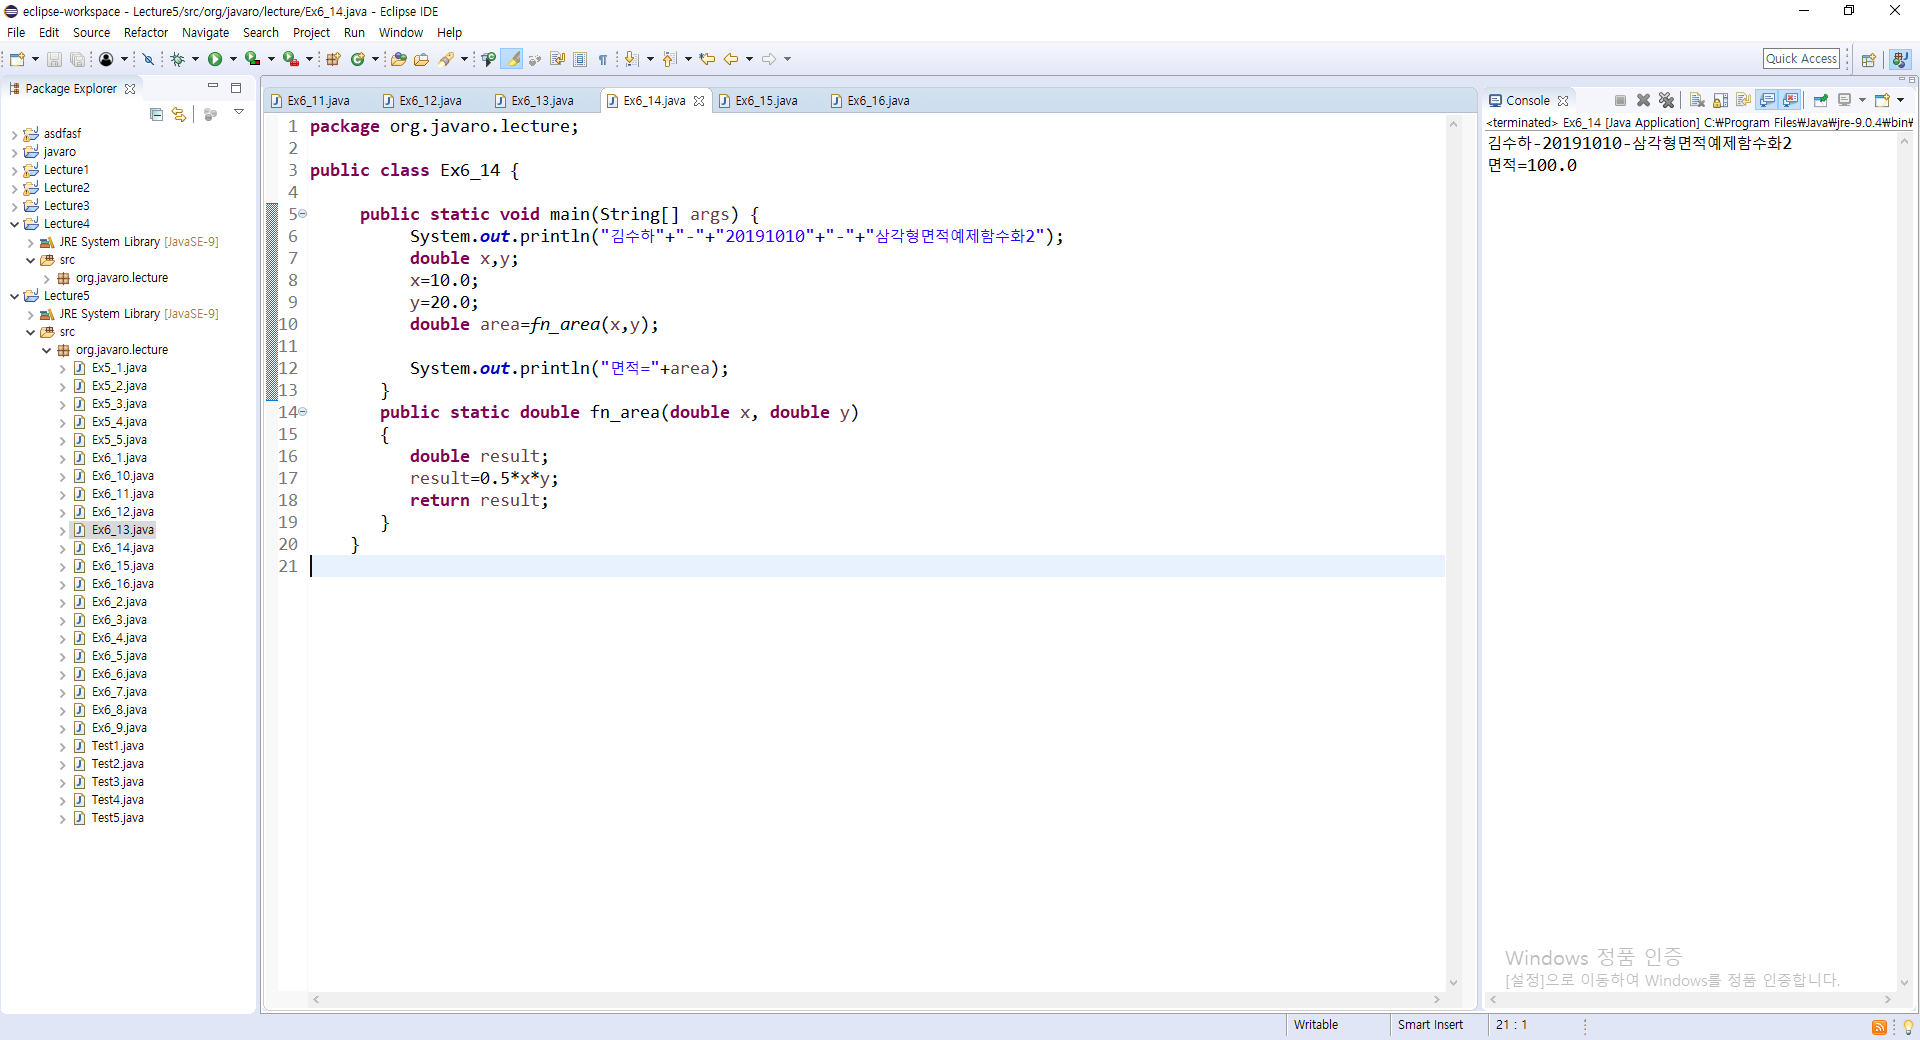 eclipse-workspace - Lecture5/src/org/javaro/lecture/Ex6_14.java - Eclipse IDE
File Edit Source Refactor Navigate Search Project Run Window Help
Quick Access
Package Explorer
asdfasf
javaro
Lecture1
Lecture2
Lecture3
Lecture4
JRE System Library [JavaSE-9]
src
org.javaro.lecture
Lecture5
JRE System Library [JavaSE-9]
src
org.javaro.lecture
Ex5_1.java
Ex5_2.java
Ex5_3.java
Ex5_4.java
Ex5_5.java
Ex6_1.java
Ex6_10.java
Ex6_11.java
Ex6_12.java
Ex6_13.java
Ex6_14.java
Ex6_15.java
Ex6_16.java
Ex6_2.java
Ex6_3.java
Ex6_4.java
Ex6_5.java
Ex6_6.java
Ex6_7.java
Ex6_8.java
Ex6_9.java
Test1.java
Test2.java
Test3.java
Test4.java
Test5.java
Ex6_11.java Ex6_12.java Ex6_13.java Ex6_14.java Ex6_15.java Ex6_16.java
1 package org.javaro.lecture;
2
3 public class Ex6_14 {
4
5 public static void main(String[] args) {
6 System.out.println("김수하"+"-"+"20191010"+"-"+"삼각형면적예제함수화2");
7 double x,y;
8 x=10.0;
9 y=20.0;
10 double area=fn_area(x,y);
11
12 System.out.println("면적="+area);
13 }
14 public static double fn_area(double x, double y)
15 {
16 double result;
17 result=0.5*x*y;
18 return result;
19 }
20 }
21
Console
<terminated> Ex6_14 [Java Application] C:₩Program Files₩Java₩jre-9.0.4₩bin₩
김수하-20191010-삼각형면적예제함수화2
면적=100.0
Windows 정품 인증
[설정]으로 이동하여 Windows를 정품 인증합니다.
Writable Smart Insert 21 : 1